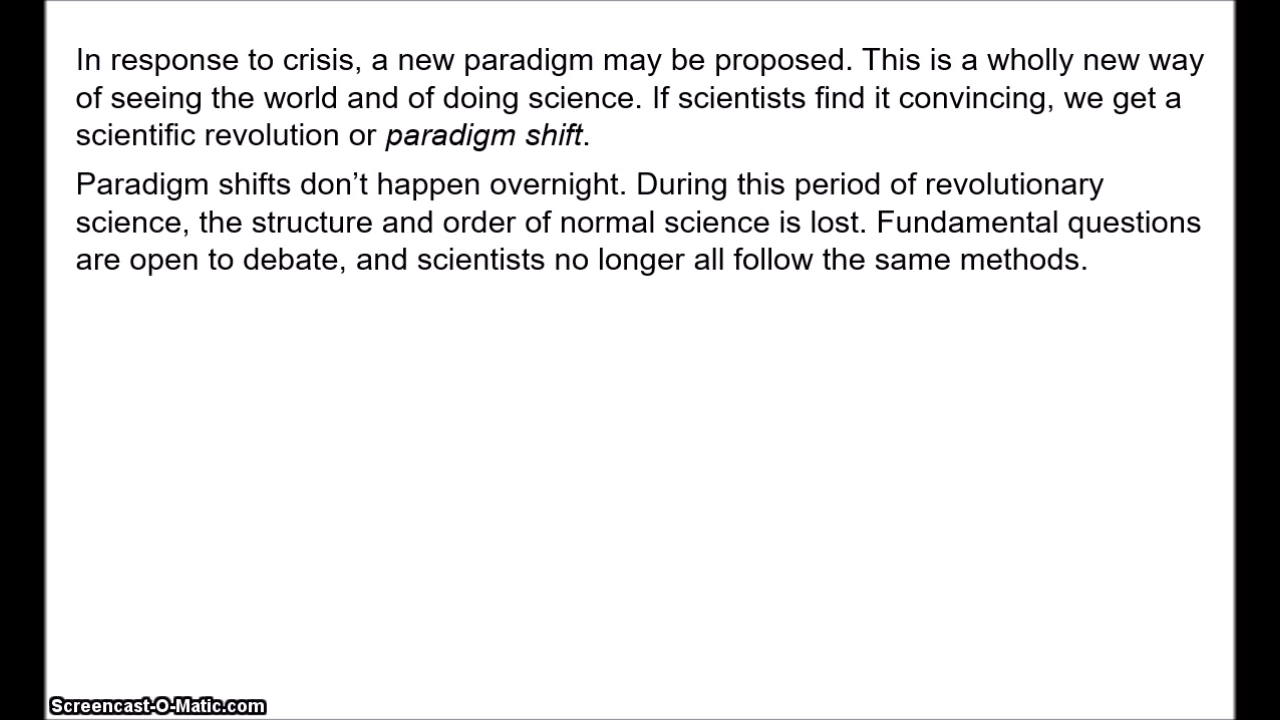 In response to crisis, a new paradigm may be proposed. This is a wholly new way
of seeing the world and of doing science. If scientists find it convincing, we get a
scientific revolution or paradigm shift.
Paradigm shifts don’t happen overnight. During this period of revolutionary
science, the structure and order of normal science is lost. Fundamental questions
are open to debate, and scientists no longer all follow the same methods.
Screencast-O-Matic.com